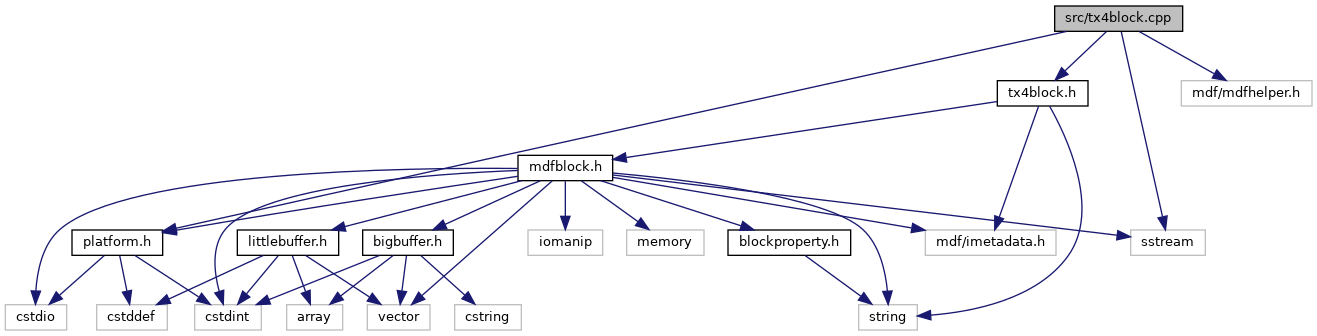 src/tx4block.cpp
tx4block.h
mdf/mdfhelper.h
mdfblock.h
platform.h
littlebuffer.h
bigbuffer.h
iomanip
memory
blockproperty.h
mdf/imetadata.h
sstream
cstdio
cstddef
cstdint
array
vector
cstring
string